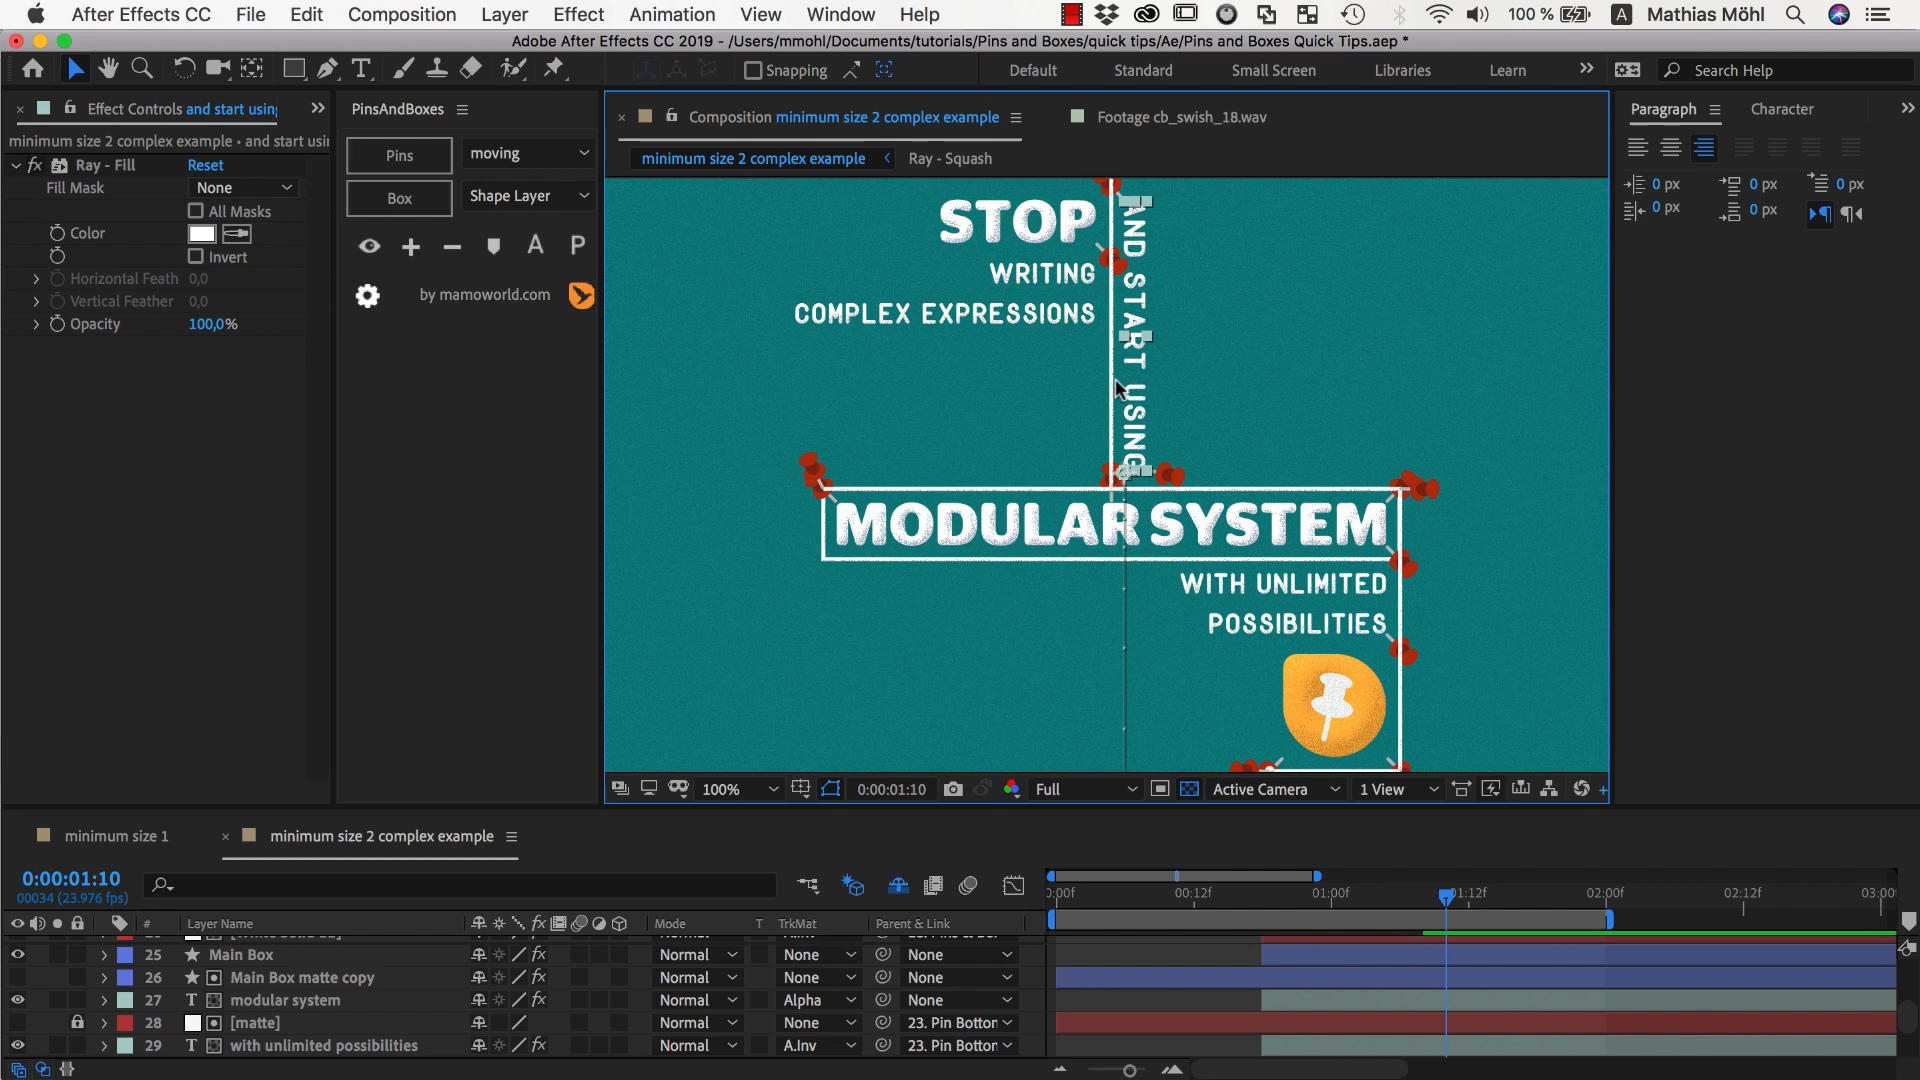 After Effects CC File Edit Composition Layer Effect Animation View Window Help 100 % A Mathias Möhl
Adobe After Effects CC 2019 - /Users/mmohl/Documents/tutorials/Pins and Boxes/quick tips/Ae/Pins and Boxes Quick Tips.aep *
Snapping Default Standard Small Screen Libraries Learn Search Help
Effect Controls and start using
minimum size 2 complex example • and start usin
fx Ray - Fill Reset
Fill Mask None
All Masks
Color
Invert
Horizontal Feath 0,0
Vertical Feather 0,0
Opacity 100,0%
PinsAndBoxes
Pins moving
Box Shape Layer
A P
by mamoworld.com
Composition minimum size 2 complex example Footage cb_swish_18.wav
minimum size 2 complex example Ray - Squash
STOP
WRITING
COMPLEX EXPRESSIONS
AND START USING
MODULAR SYSTEM
WITH UNLIMITED
POSSIBILITIES
100% 0:00:01:10 Full Active Camera 1 View
Paragraph Character
0 px 0 px 0 px
0 px 0 px
minimum size 1 minimum size 2 complex example
0:00:01:10
00034 (23.976 fps)
:00f 00:12f 01:00f 01:12f 02:00f 02:12f 03:00
# Layer Name fx Mode T TrkMat Parent & Link
25 Main Box fx Normal None None
26 Main Box matte copy fx Normal None None
27 T modular system fx Normal Alpha None
28 [matte] Normal None 23. Pin Botton
29 T with unlimited possibilities fx Normal A.Inv 23. Pin Botton